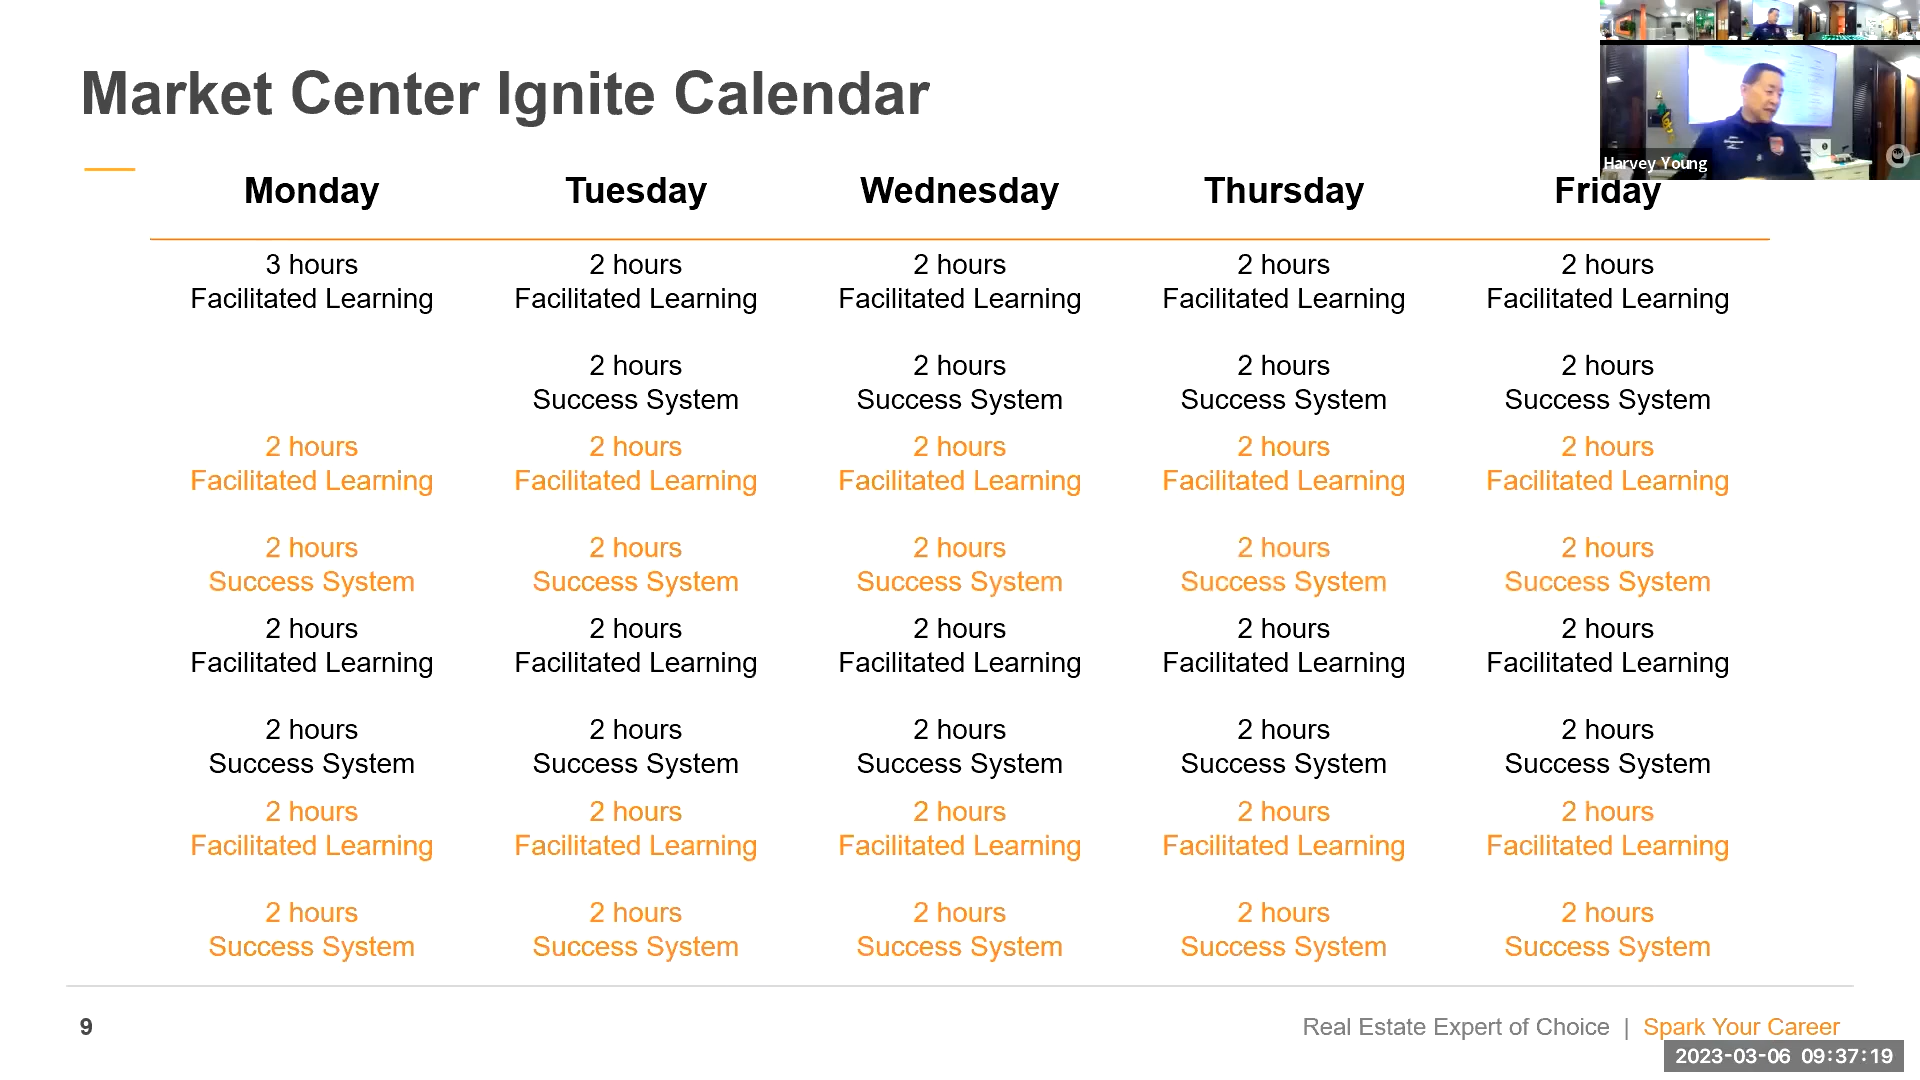 Market Center Ignite Calendar
Harvey Young
Monday Tuesday Wednesday Thursday Friday
3 hours 2 hours 2 hours 2 hours 2 hours
Facilitated Learning Facilitated Learning Facilitated Learning Facilitated Learning Facilitated Learning
2 hours 2 hours 2 hours 2 hours
Success System Success System Success System Success System
2 hours 2 hours 2 hours 2 hours 2 hours
Facilitated Learning Facilitated Learning Facilitated Learning Facilitated Learning Facilitated Learning
2 hours 2 hours 2 hours 2 hours 2 hours
Success System Success System Success System Success System Success System
2 hours 2 hours 2 hours 2 hours 2 hours
Facilitated Learning Facilitated Learning Facilitated Learning Facilitated Learning Facilitated Learning
2 hours 2 hours 2 hours 2 hours 2 hours
Success System Success System Success System Success System Success System
2 hours 2 hours 2 hours 2 hours 2 hours
Facilitated Learning Facilitated Learning Facilitated Learning Facilitated Learning Facilitated Learning
2 hours 2 hours 2 hours 2 hours 2 hours
Success System Success System Success System Success System Success System
9 Real Estate Expert of Choice | Spark Your Career
2023-03-06 09:37:19